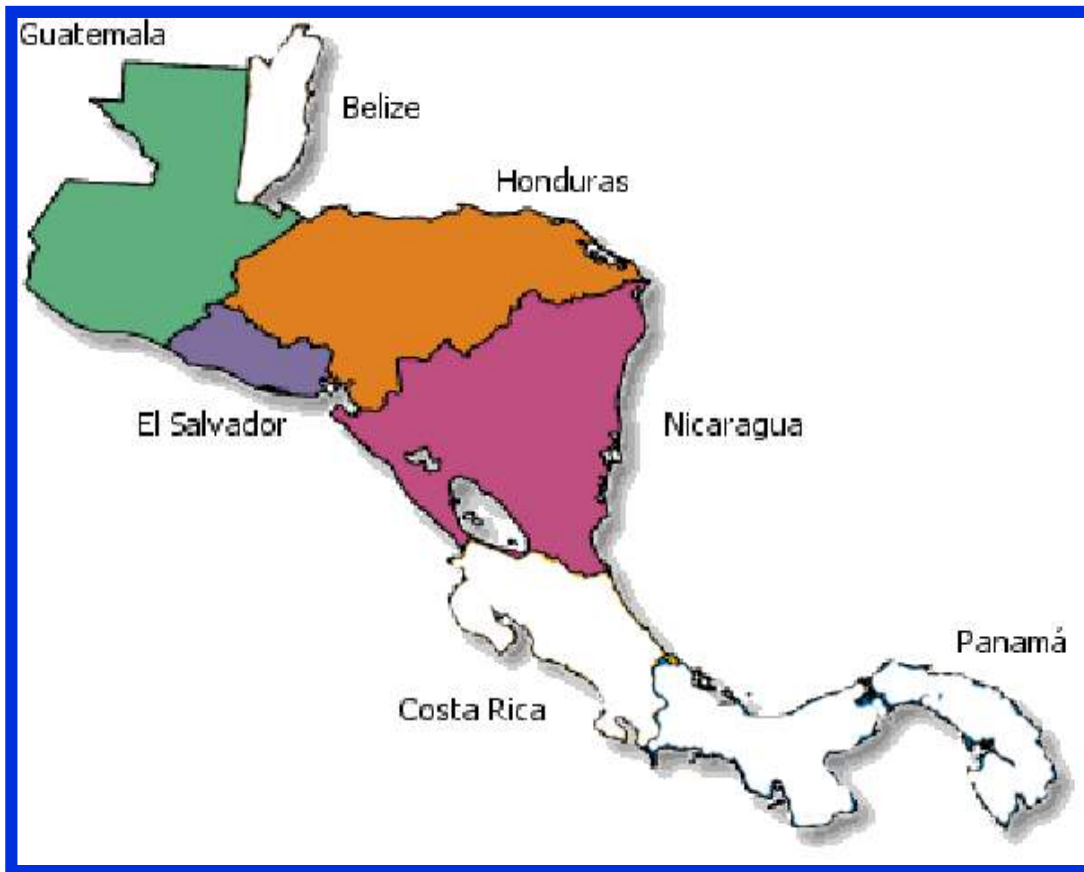 Guatemala
Belize
Honduras
El Salvador
Nicaragua
Panamá
Costa Rica